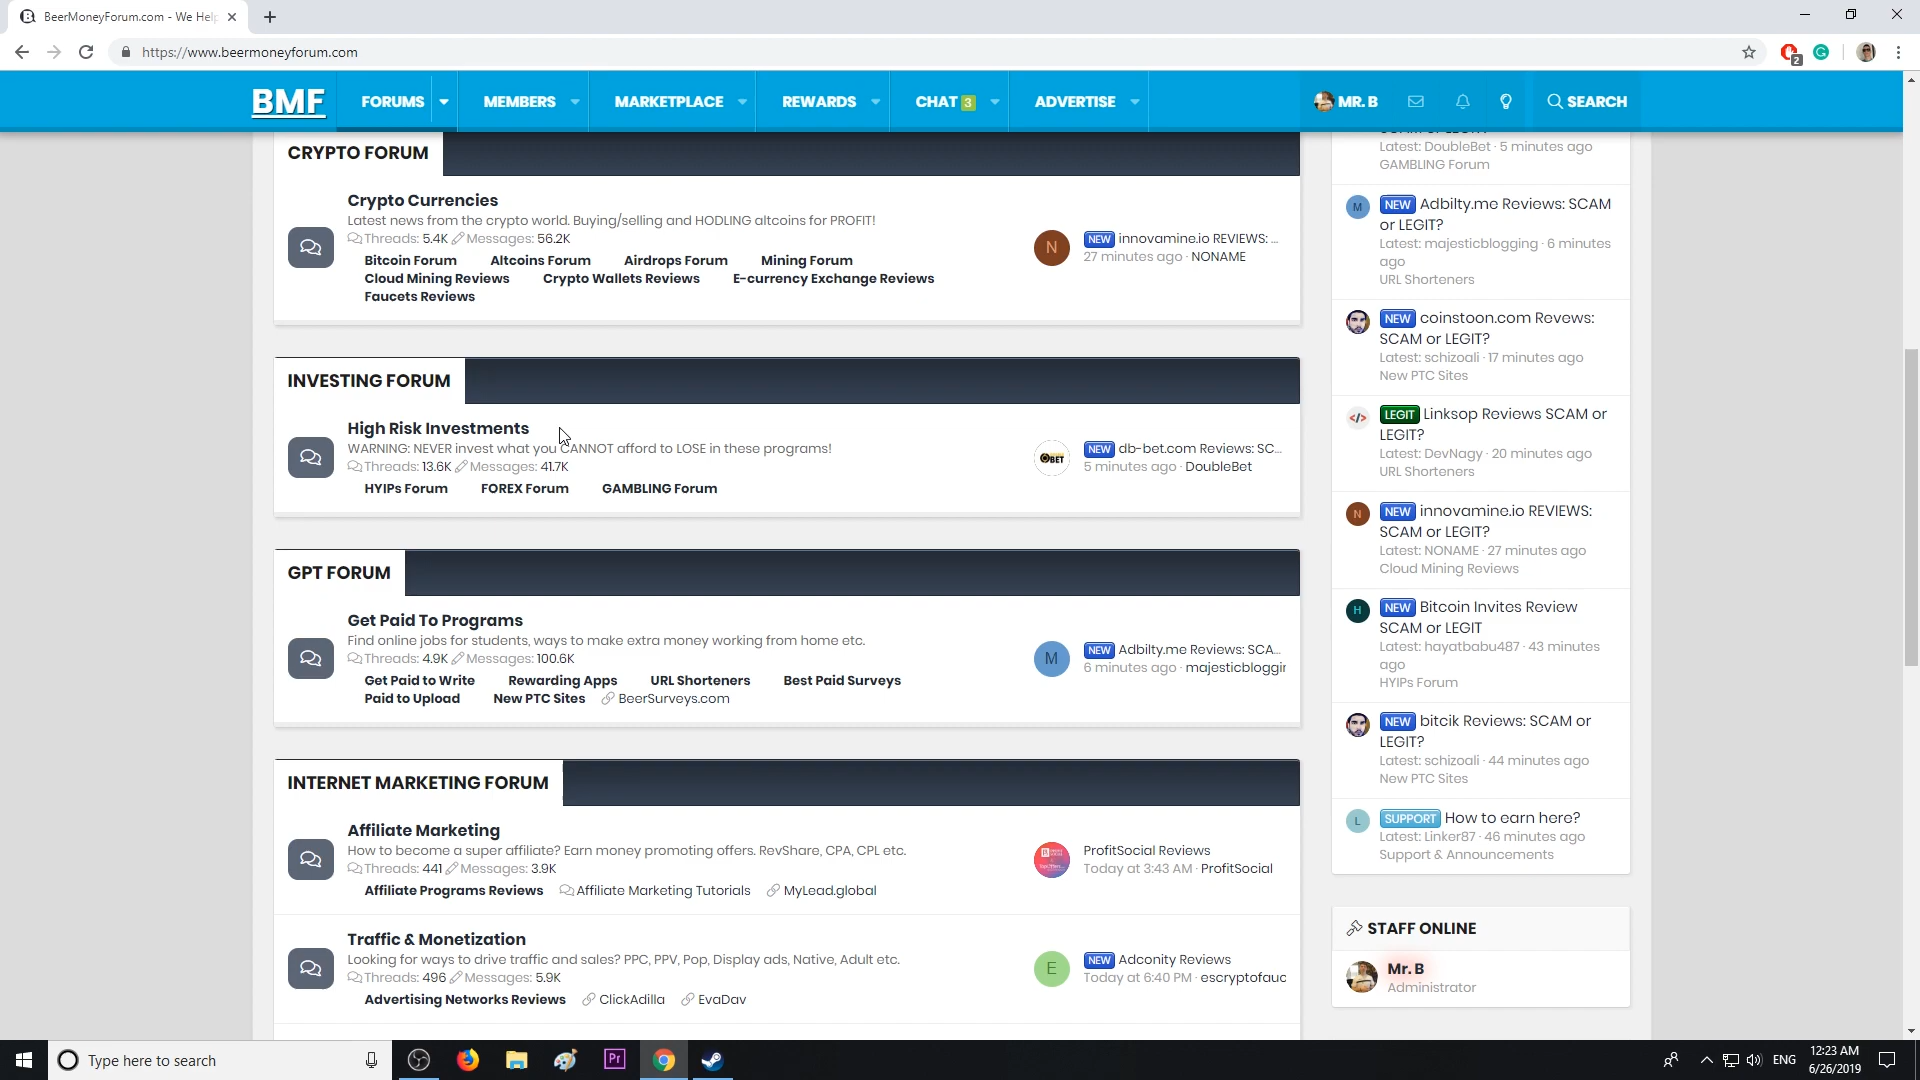 BeerMoneyForum.com - We Help
https://www.beermoneyforum.com
2
BMF
FORUMS
MEMBERS
MARKETPLACE
REWARDS
CHAT 3
ADVERTISE
MR. B
SEARCH
CRYPTO FORUM
Crypto Currencies
Latest news from the crypto world. Buying/selling and HODLING altcoins for PROFIT!
Threads: 5.4K Messages: 56.2K
Bitcoin Forum Altcoins Forum Airdrops Forum Mining Forum
Cloud Mining Reviews Crypto Wallets Reviews E-currency Exchange Reviews
Faucets Reviews
N
NEW innovamine.io REVIEWS: ...
27 minutes ago · NONAME
INVESTING FORUM
High Risk Investments
WARNING: NEVER invest what you CANNOT afford to LOSE in these programs!
Threads: 13.6K Messages: 41.7K
HYIPs Forum FOREX Forum GAMBLING Forum
NEW db-bet.com Reviews: SC...
5 minutes ago · DoubleBet
GPT FORUM
Get Paid To Programs
Find online jobs for students, ways to make extra money working from home etc.
Threads: 4.9K Messages: 100.6K
Get Paid to Write Rewarding Apps URL Shorteners Best Paid Surveys
Paid to Upload New PTC Sites BeerSurveys.com
M
NEW Adbilty.me Reviews: SCA...
6 minutes ago · majesticbloggir
INTERNET MARKETING FORUM
Affiliate Marketing
How to become a super affiliate? Earn money promoting offers. RevShare, CPA, CPL etc.
Threads: 441 Messages: 3.9K
Affiliate Programs Reviews Affiliate Marketing Tutorials MyLead.global
ProfitSocial Reviews
Today at 3:43 AM · ProfitSocial
Traffic & Monetization
Looking for ways to drive traffic and sales? PPC, PPV, Pop, Display ads, Native, Adult etc.
Threads: 496 Messages: 5.9K
Advertising Networks Reviews ClickAdilla EvaDav
E
NEW Adconity Reviews
Today at 6:40 PM · escryptofauc
SCAM or LEGIT?
Latest: DoubleBet · 5 minutes ago
GAMBLING Forum
M
NEW Adbilty.me Reviews: SCAM
or LEGIT?
Latest: majesticblogging · 6 minutes
ago
URL Shorteners
NEW coinstoon.com Revews:
SCAM or LEGIT?
Latest: schizoali · 17 minutes ago
New PTC Sites
</>
LEGIT Linksop Reviews SCAM or
LEGIT?
Latest: DevNagy · 20 minutes ago
URL Shorteners
N
NEW innovamine.io REVIEWS:
SCAM or LEGIT?
Latest: NONAME · 27 minutes ago
Cloud Mining Reviews
H
NEW Bitcoin Invites Review
SCAM or LEGIT
Latest: hayatbabu487 · 43 minutes
ago
HYIPs Forum
NEW bitcik Reviews: SCAM or
LEGIT?
Latest: schizoali · 44 minutes ago
New PTC Sites
L
SUPPORT How to earn here?
Latest: Linker87 · 46 minutes ago
Support & Announcements
STAFF ONLINE
Mr. B
Administrator
Type here to search
Pr
ENG
12:23 AM
6/26/2019